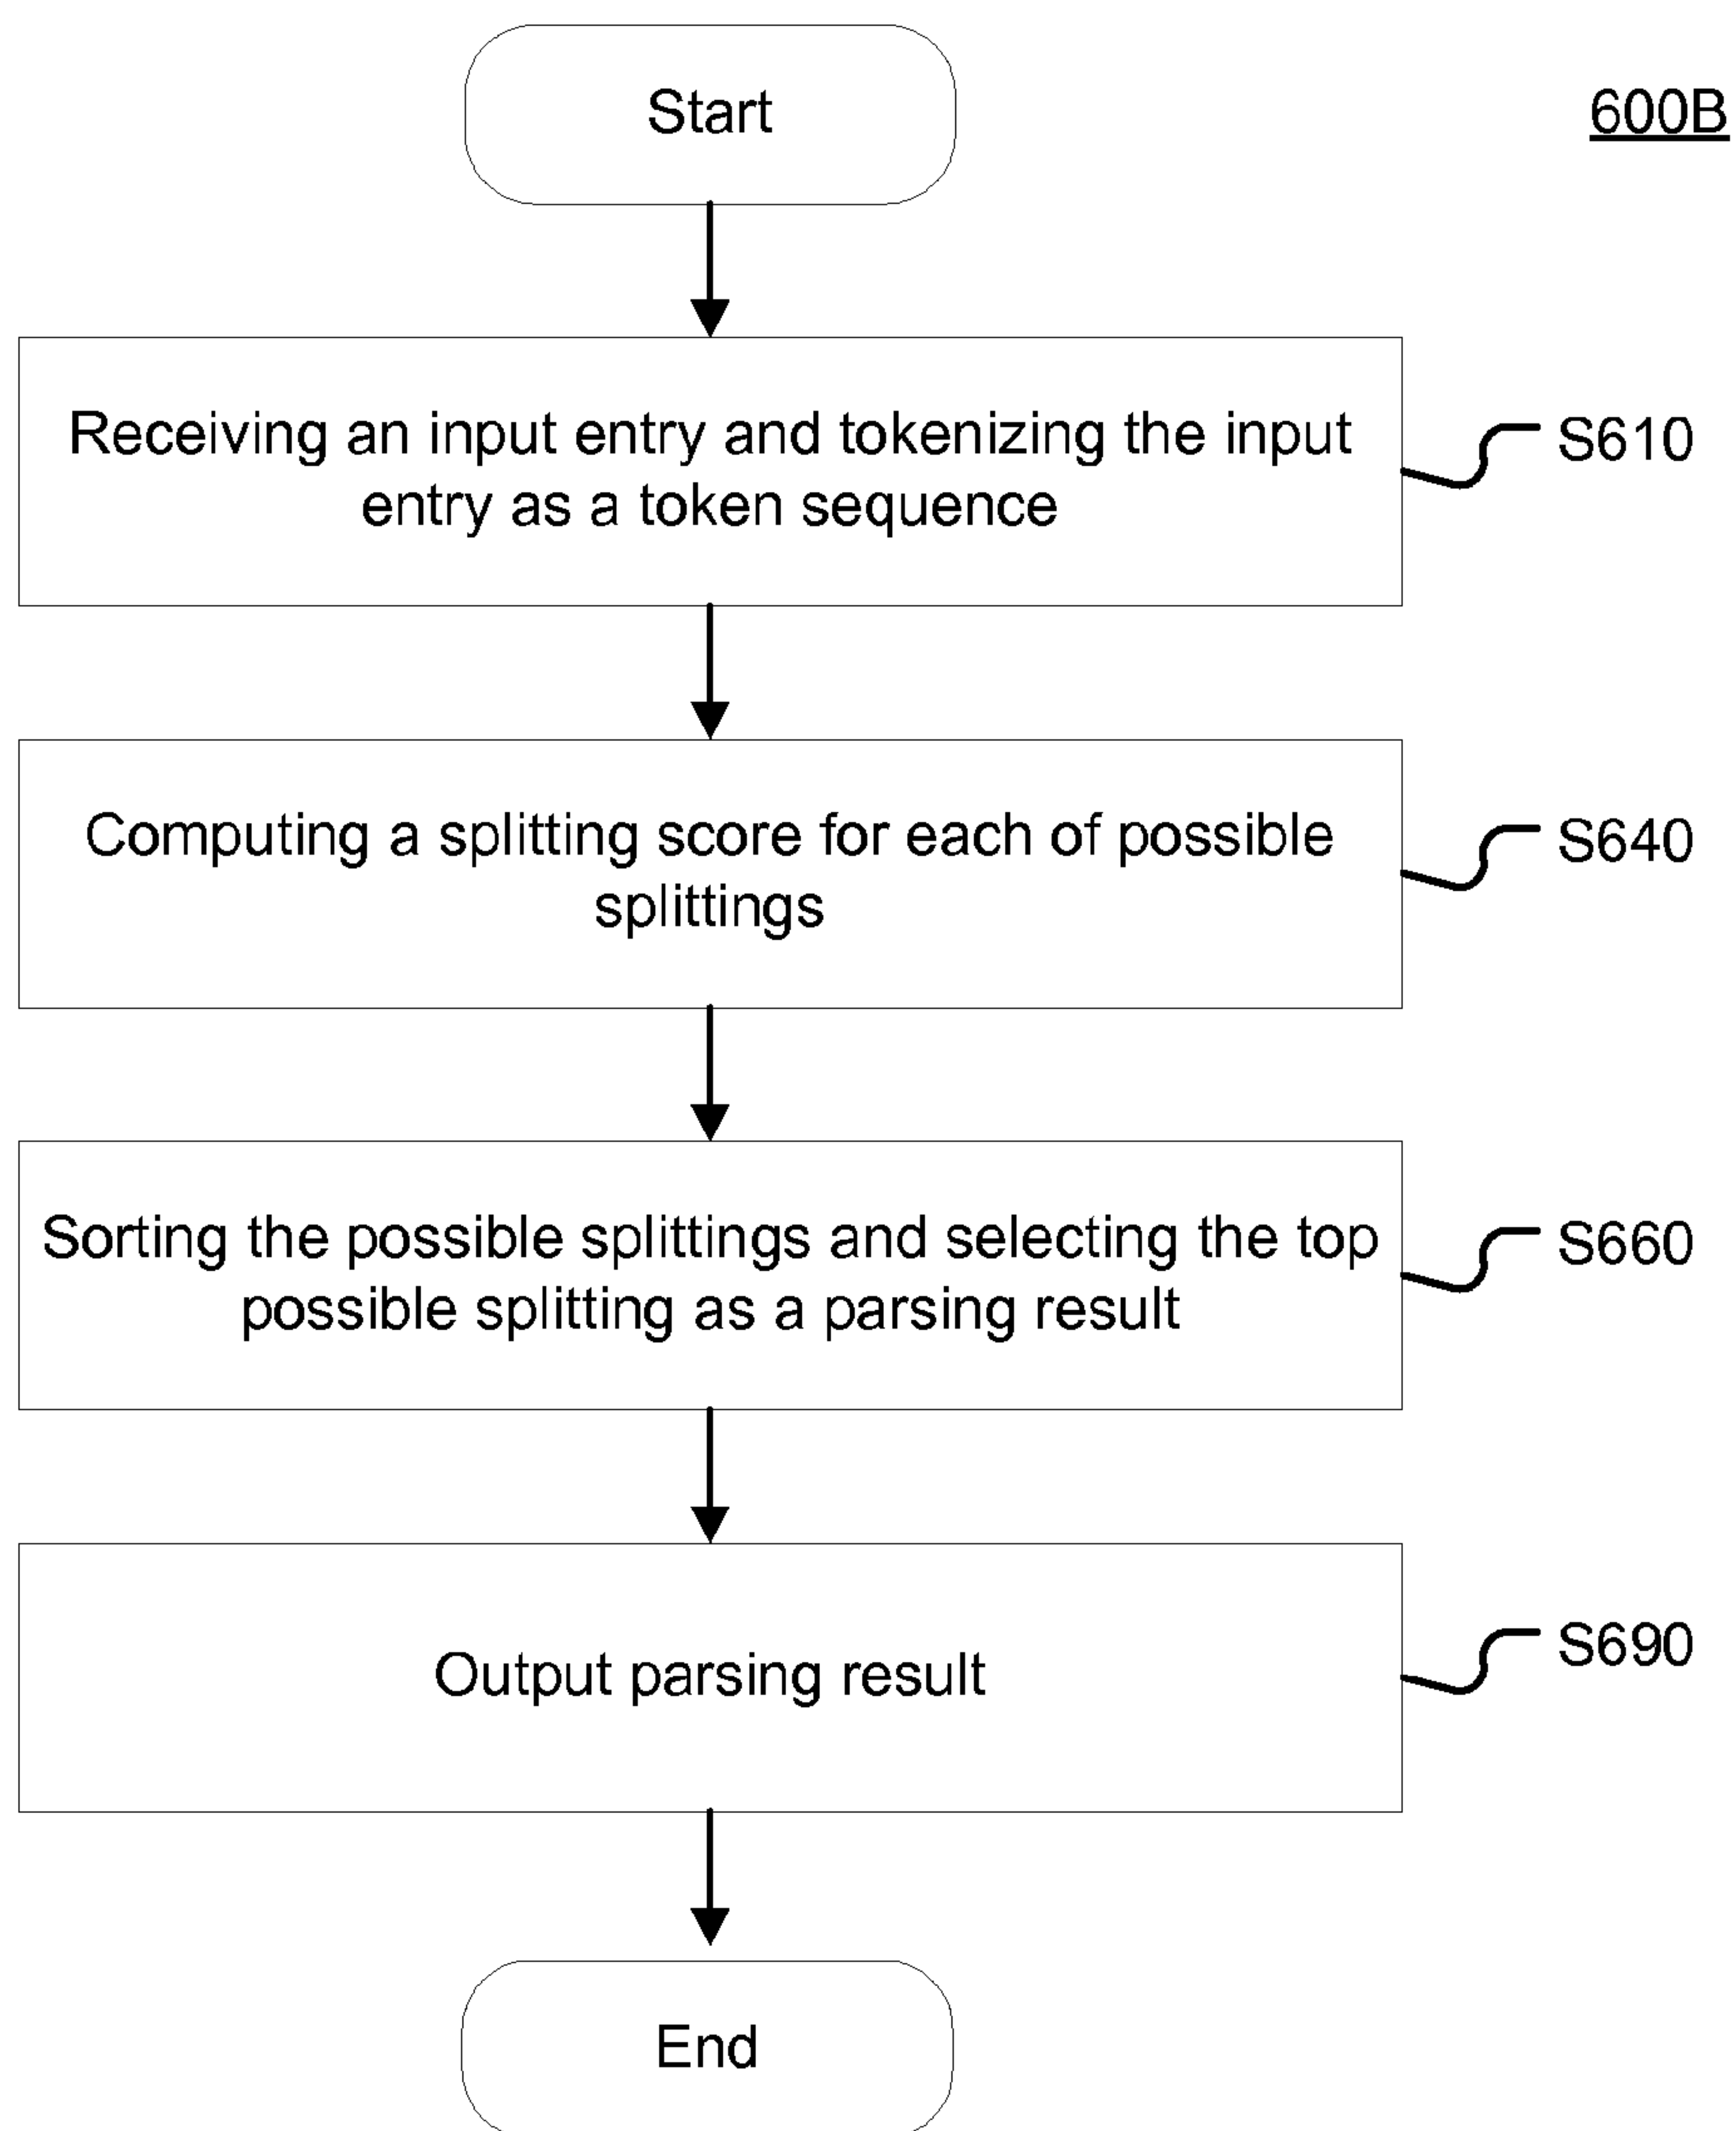 Start
600B
Receiving an input entry and tokenizing the input
entry as a token sequence
S610
Computing a splitting score for each of possible
splittings
S640
Sorting the possible splittings and selecting the top
possible splitting as a parsing result
S660
Output parsing result
S690
End